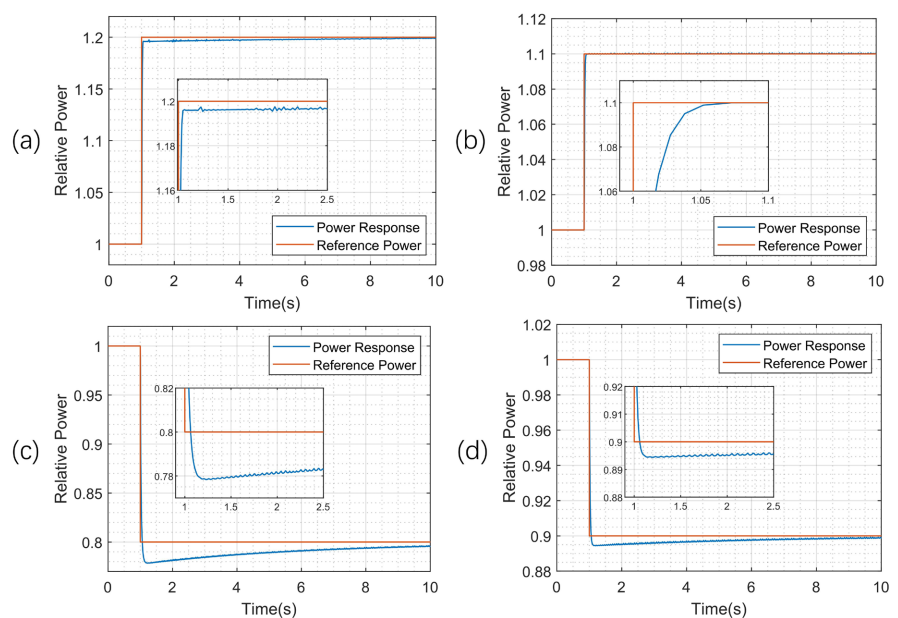 (a)
Relative Power
1.2
1.15
1.1
1.05
1
0 2 4 6 8 10
Time(s)
1.2
1.18
1.16
1 1.5 2 2.5
Power Response
Reference Power
(b)
Relative Power
1.12
1.1
1.08
1.06
1.04
1.02
1
0.98
0 2 4 6 8 10
Time(s)
1.1
1.08
1.06
1 1.05 1.1
Power Response
Reference Power
(c)
Relative Power
1
0.95
0.9
0.85
0.8
0 2 4 6 8 10
Time(s)
0.82
0.8
0.78
1 1.5 2 2.5
Power Response
Reference Power
(d)
Relative Power
1.02
1
0.98
0.96
0.94
0.92
0.9
0.88
0 2 4 6 8 10
Time(s)
0.92
0.91
0.90
0.89
0.88
1 1.5 2 2.5
Power Response
Reference Power